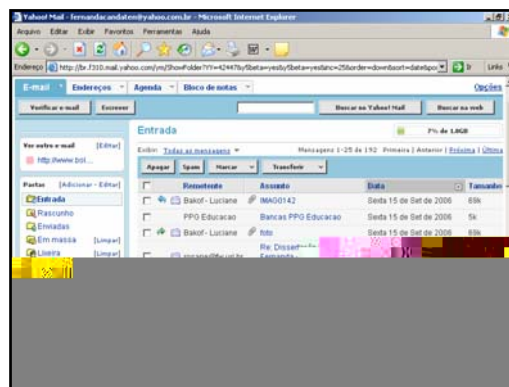 Yahoo! Mail - fernandacandaten@yahoo.com.br - Microsoft Internet Explorer
Arquivo Editar Exibir Favoritos Ferramentas Ajuda
Endereço Ir Links
E-mail Endereços Agenda Bloco de notas Opções
Verificar e-mail Escrever Buscar no Yahoo! Mail Buscar na web
Entrada 7% de 1.0GB
Ver outro e-mail [Editar]
http://www.bol...
Exibir: Todas as mensagens Mensagens 1-25 de 192 Primeira | Anterior | Próxima | Última
Apagar Spam Marcar Transferir
Pastas [Adicionar - Editar]
Remetente Assunto Data Tamanho
Entrada Bakof - Luciane IMAG0142 Sexta 15 de Set de 2006 69k
Rascunho PPG Educacao Bancas PPG Educacao Sexta 15 de Set de 2006 5k
Enviadas Bakof - Luciane foto Sexta 15 de Set de 2006 69k
Em massa [Limpar] Re:
Lixeira [Limpar] Fernanda